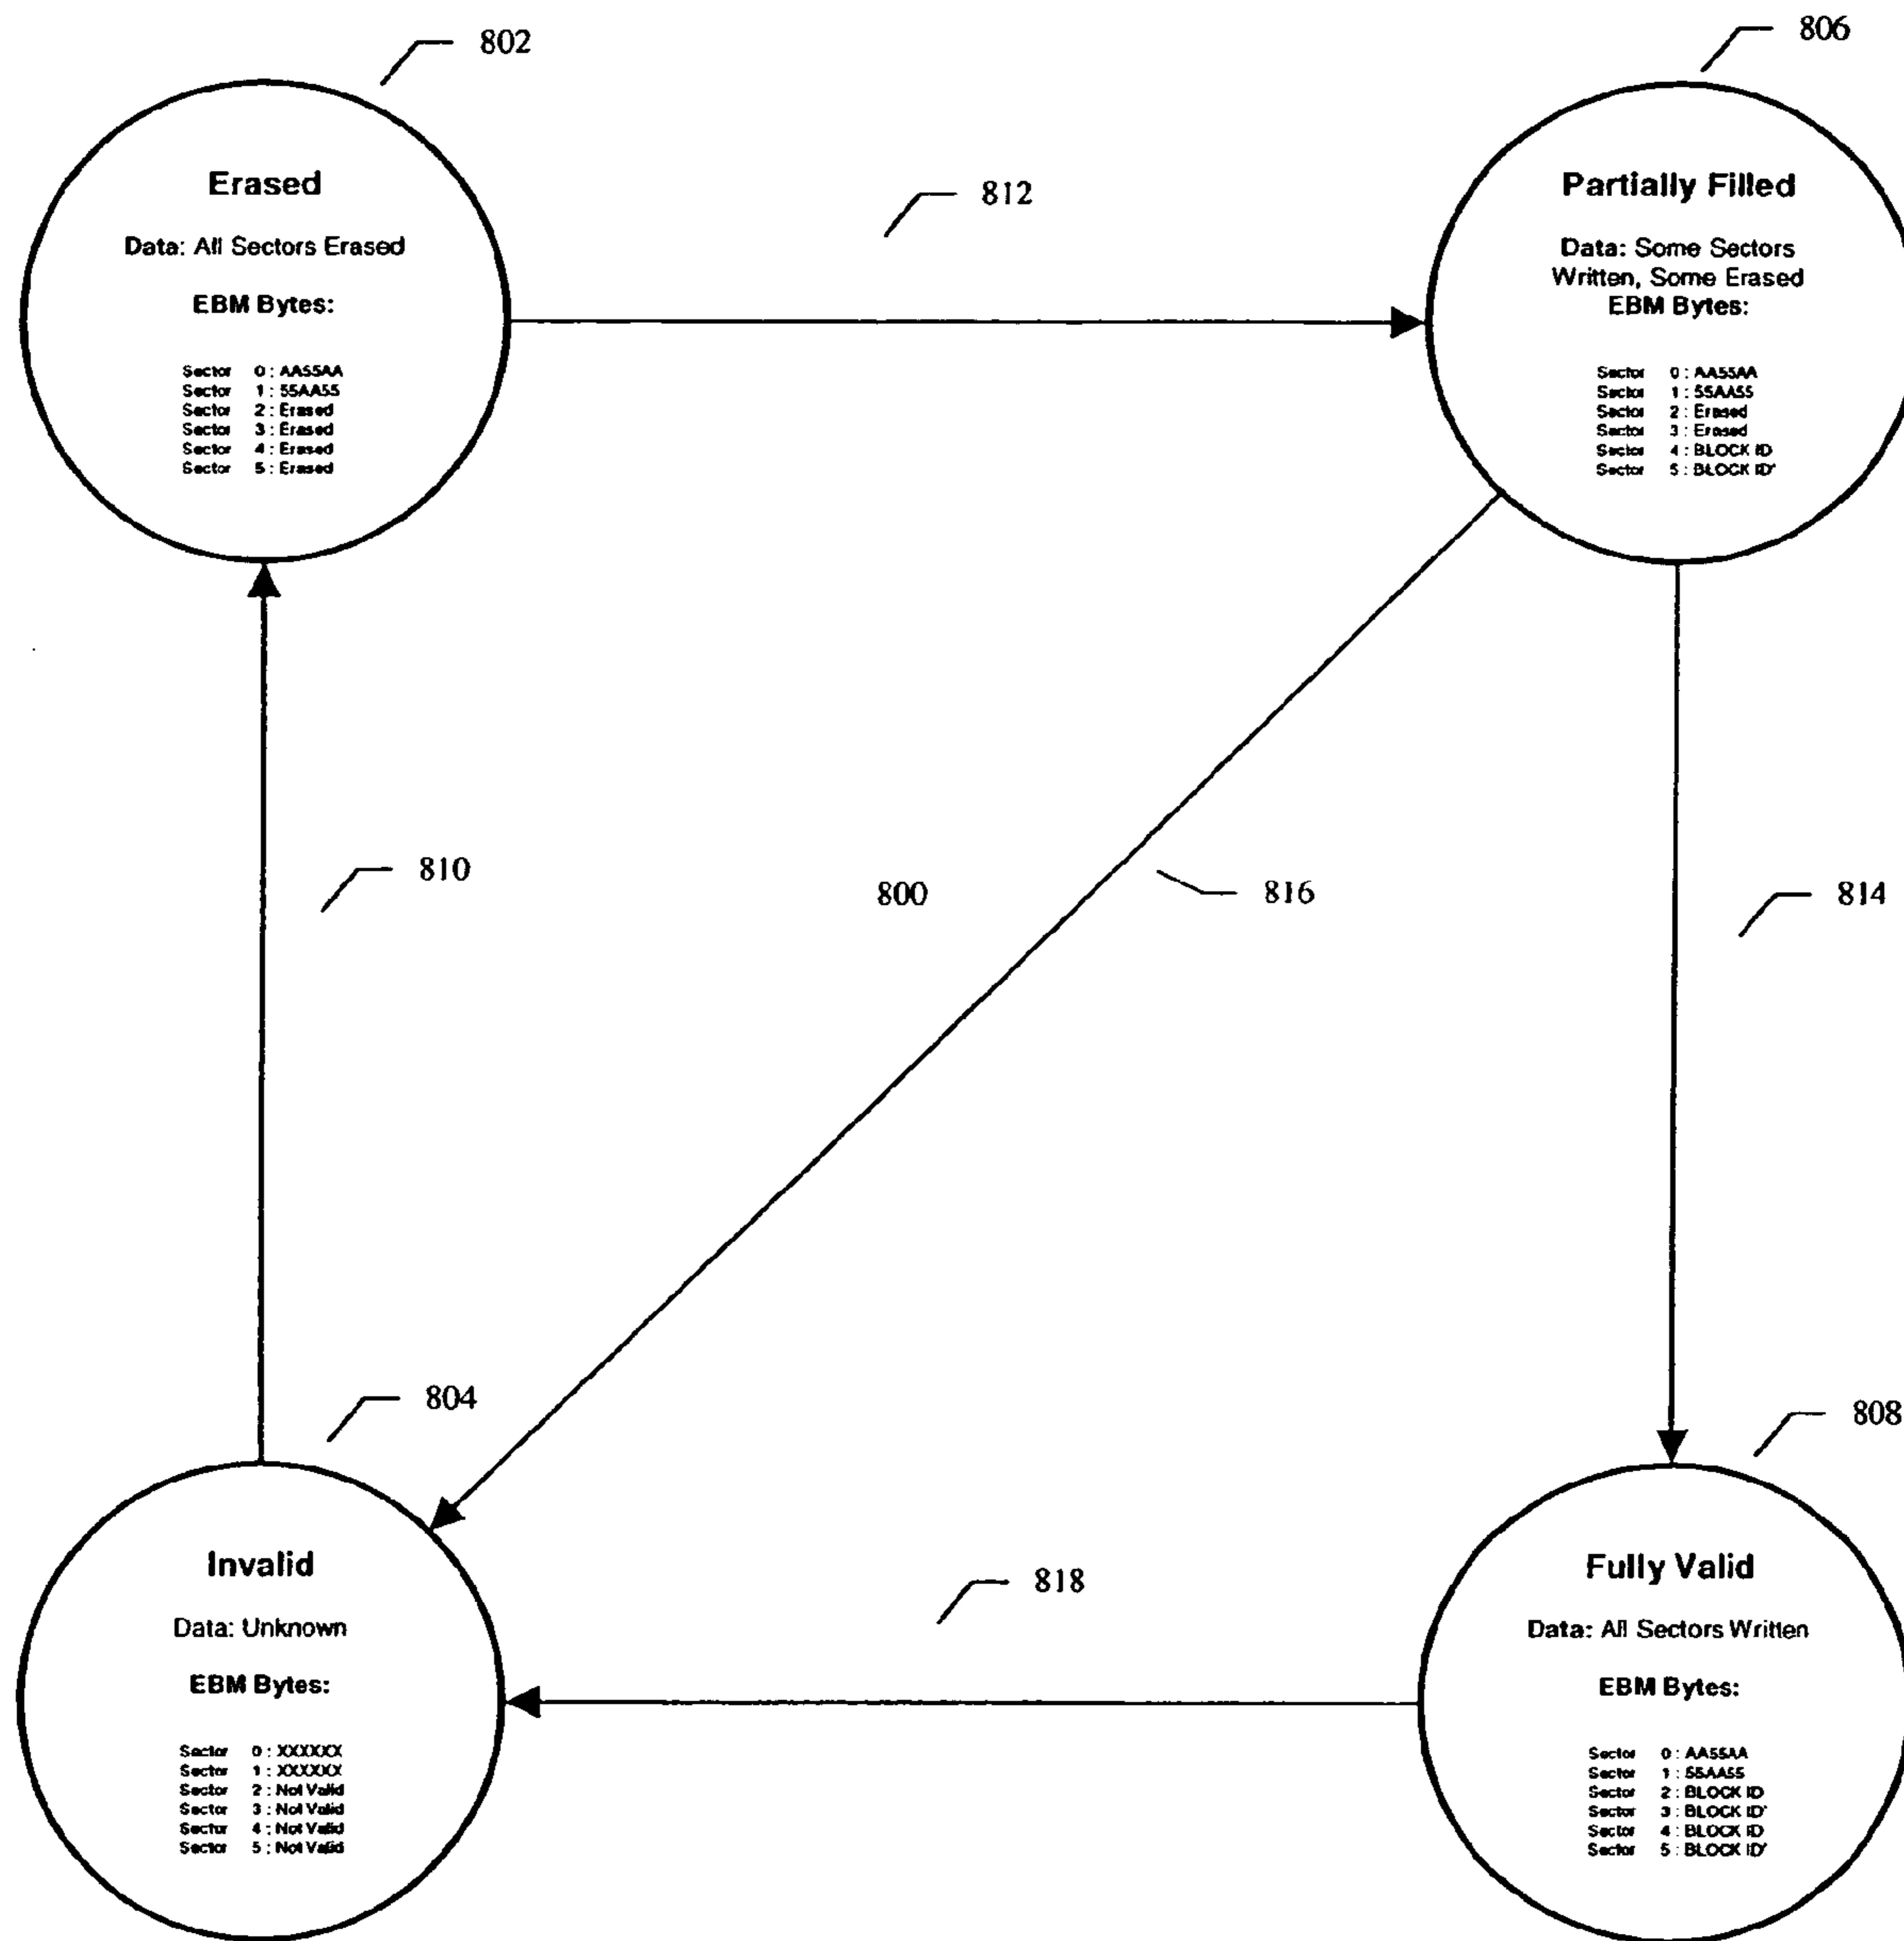 802
Erased
Data: All Sectors Erased
EBM Bytes:
Sector 0 : AA55AA
Sector 1 : 55AA55
Sector 2 : Erased
Sector 3 : Erased
Sector 4 : Erased
Sector 5 : Erased
812
806
Partially Filled
Data: Some Sectors
Written, Some Erased
EBM Bytes:
Sector 0 : AA55AA
Sector 1 : 55AA55
Sector 2 : Erased
Sector 3 : Erased
Sector 4 : BLOCK ID
Sector 5 : BLOCK ID'
810
800
816
814
804
Invalid
Data: Unknown
EBM Bytes:
Sector 0 : XXXXXX
Sector 1 : XXXXXX
Sector 2 : Not Valid
Sector 3 : Not Valid
Sector 4 : Not Valid
Sector 5 : Not Valid
818
808
Fully Valid
Data: All Sectors Written
EBM Bytes:
Sector 0 : AA55AA
Sector 1 : 55AA55
Sector 2 : BLOCK ID
Sector 3 : BLOCK ID'
Sector 4 : BLOCK ID
Sector 5 : BLOCK ID'